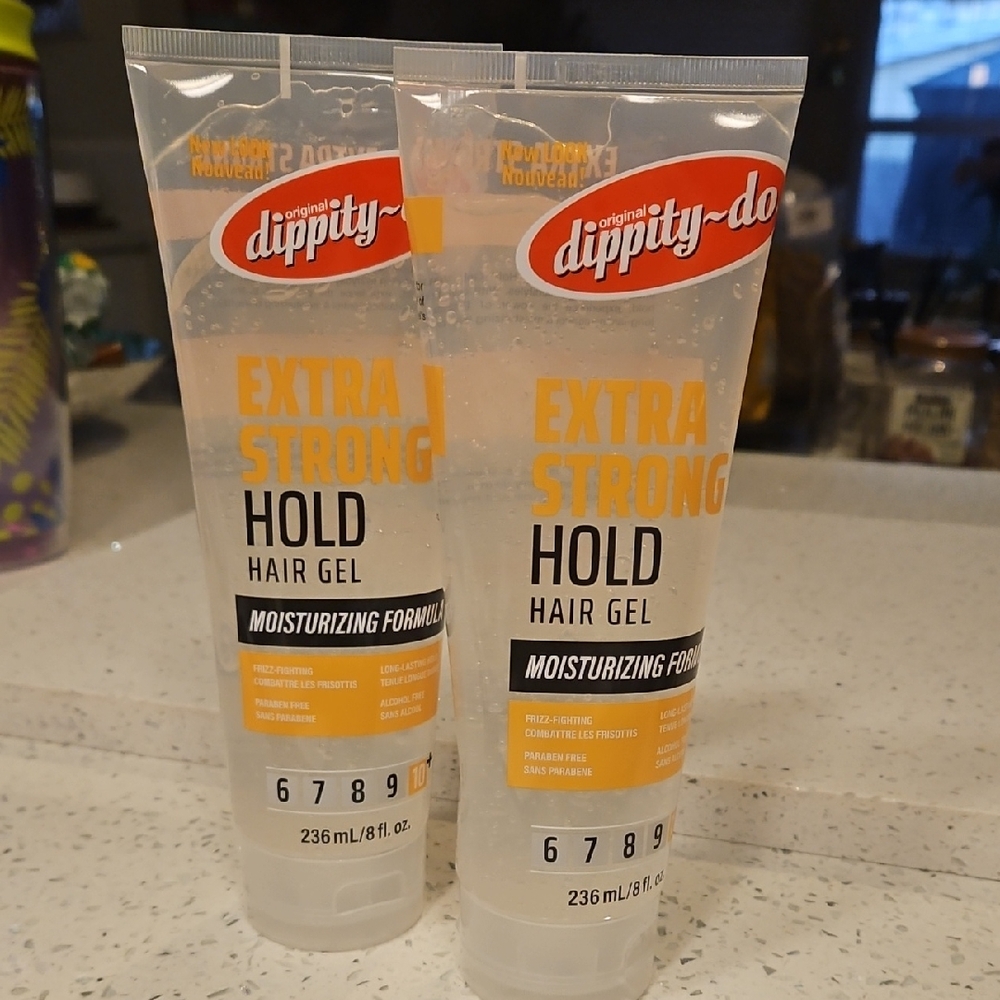 New LOOK
Nouveau!
original
dippity~
EXTRA
STRONG
HOLD
HAIR GEL
MOISTURIZING FORMULA
FRIZZ-FIGHTING
COMBATTRE LES FRISOTTIS
PARABEN FREE
SANS PARABENE
LONG-LASTING
ALCOHOL FREE
SANS ALCOOL
6 7 8 9 10+
236 mL/8 fl. oz.
New LOOK
Nouveau!
original
dippity~do
EXTRA
STRONG
HOLD
HAIR GEL
MOISTURIZING FORM
FRIZZ-FIGHTING
COMBATTRE LES FRISOTTIS
PARABEN FREE
SANS PARABENE
6 7 8 9
236 mL/8 fl. oz.